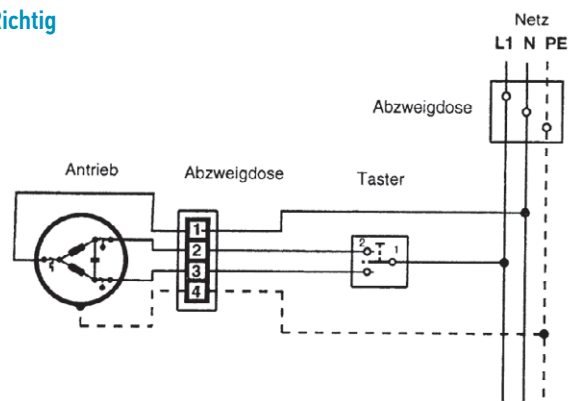 Richtig
Netz
L1 N PE
Abzweigdose
Antrieb
Abzweigdose
Taster
1
2
3
4
2
1